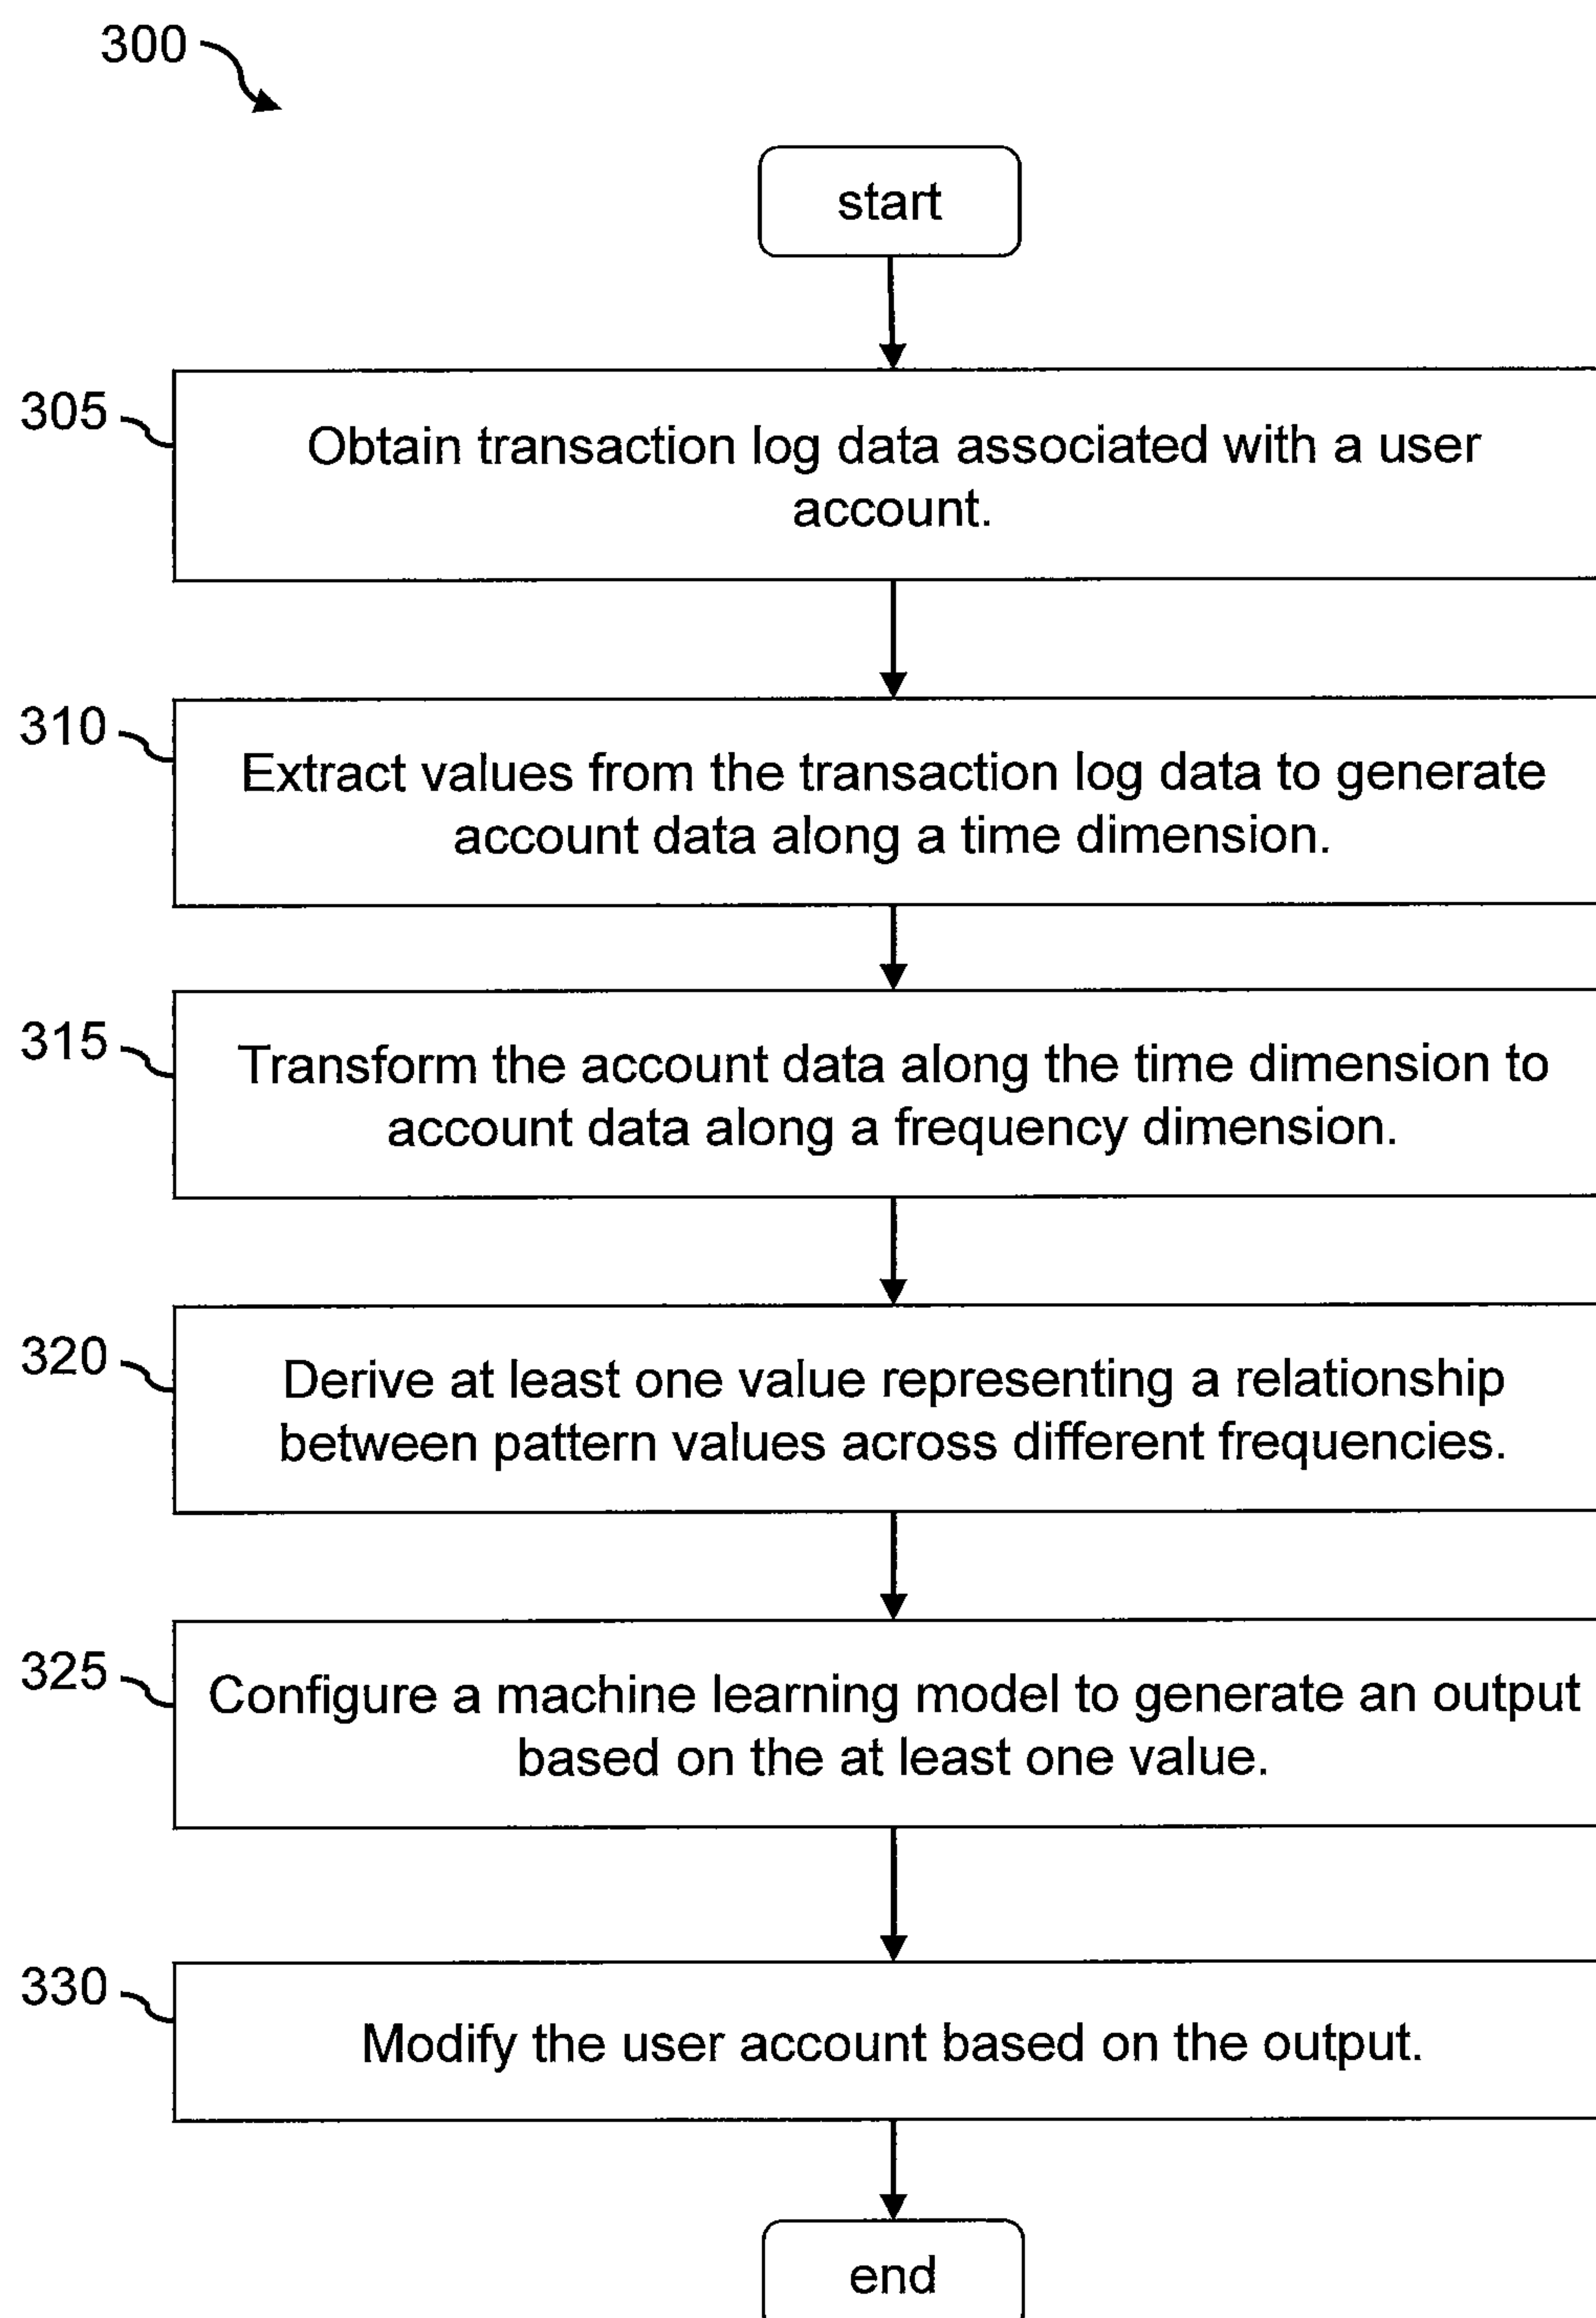 300
start
305
Obtain transaction log data associated with a user
account.
310
Extract values from the transaction log data to generate
account data along a time dimension.
315
Transform the account data along the time dimension to
account data along a frequency dimension.
320
Derive at least one value representing a relationship
between pattern values across different frequencies.
325
Configure a machine learning model to generate an output
based on the at least one value.
330
Modify the user account based on the output.
end